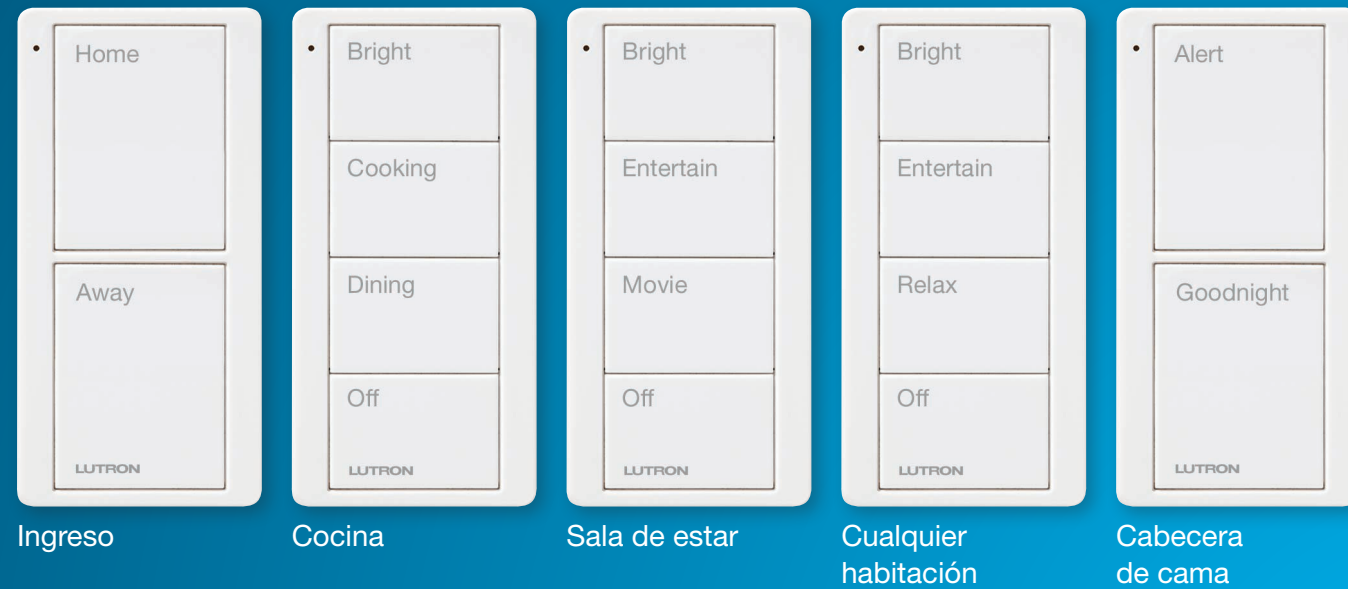 Home
Away
LUTRON
Ingreso
Bright
Cooking
Dining
Off
LUTRON
Cocina
Bright
Entertain
Movie
Off
LUTRON
Sala de estar
Bright
Entertain
Relax
Off
LUTRON
Cualquier
habitación
Alert
Goodnight
LUTRON
Cabecera
de cama